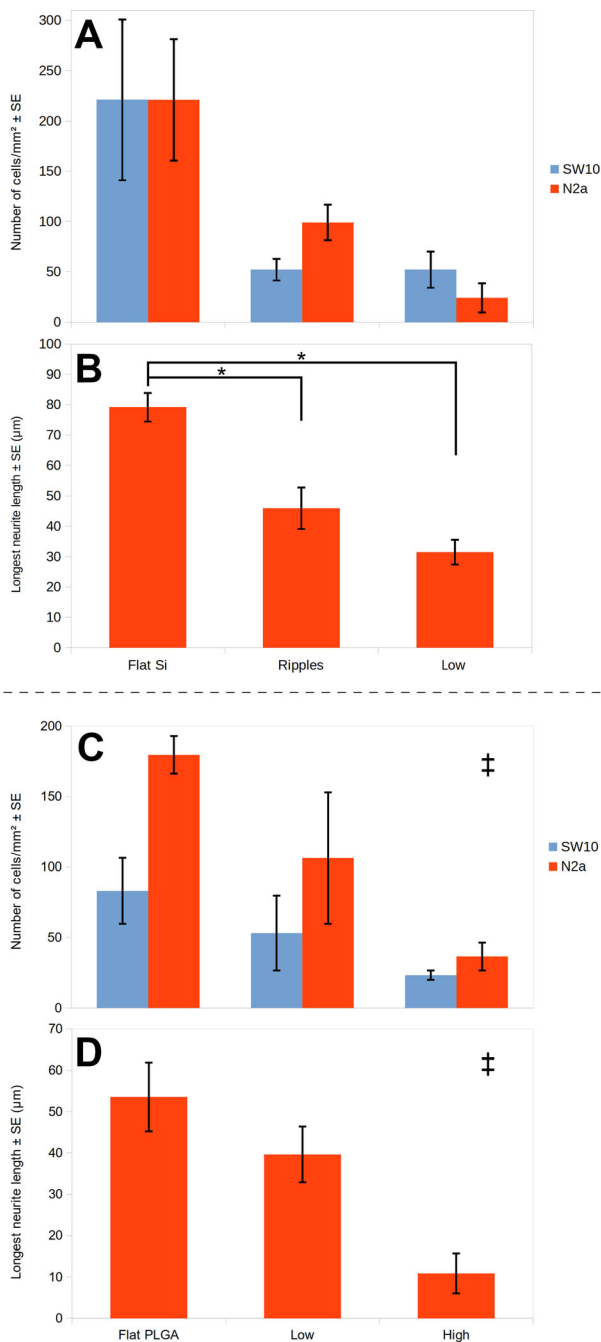 A
Number of cells/mm² ± SE
300
250
200
150
100
50
0
SW10
N2a
B
Longest neurite length ± SE (µm)
100
90
80
70
60
50
40
30
20
10
0
*
*
Flat Si Ripples Low
C
Number of cells/mm² ± SE
200
150
100
50
0
‡
SW10
N2a
D
Longest neurite length ± SE (µm)
70
60
50
40
30
20
10
0
‡
Flat PLGA Low High